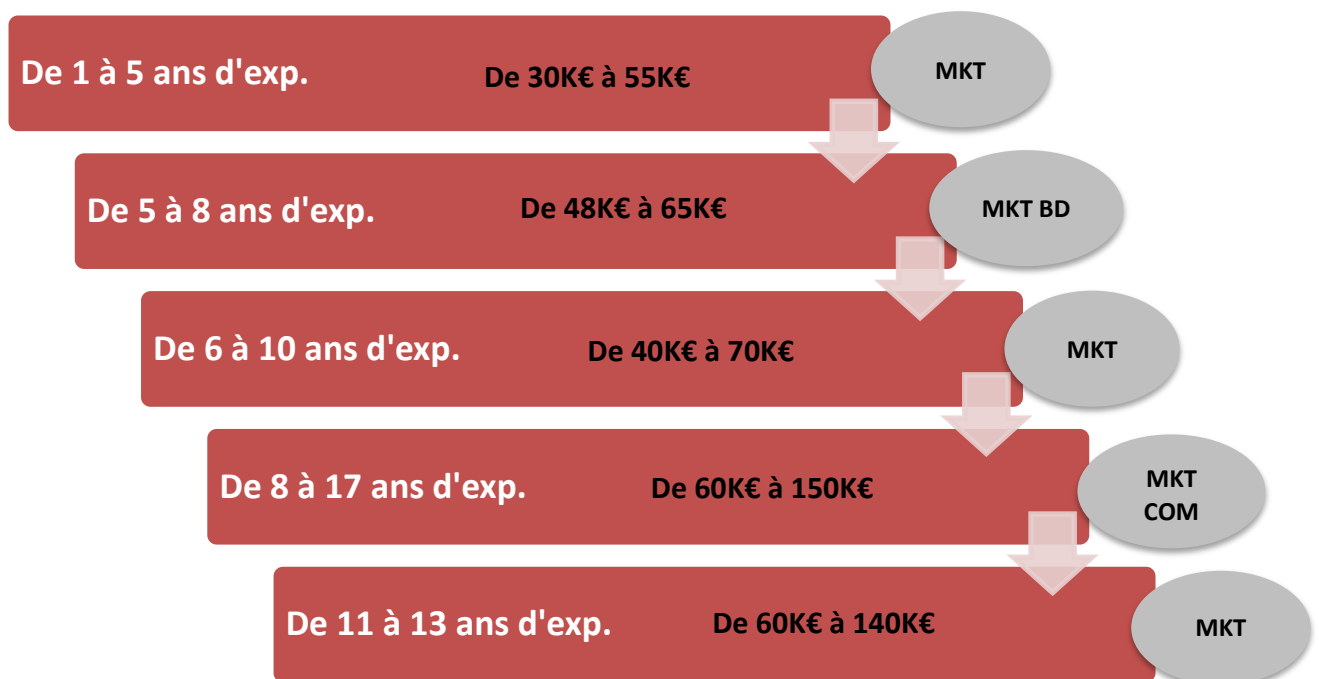 De 1 à 5 ans d'exp.
De 30K€ à 55K€
MKT
De 5 à 8 ans d'exp.
De 48K€ à 65K€
MKT BD
De 6 à 10 ans d'exp.
De 40K€ à 70K€
MKT
De 8 à 17 ans d'exp.
De 60K€ à 150K€
MKT
COM
De 11 à 13 ans d'exp.
De 60K€ à 140K€
MKT